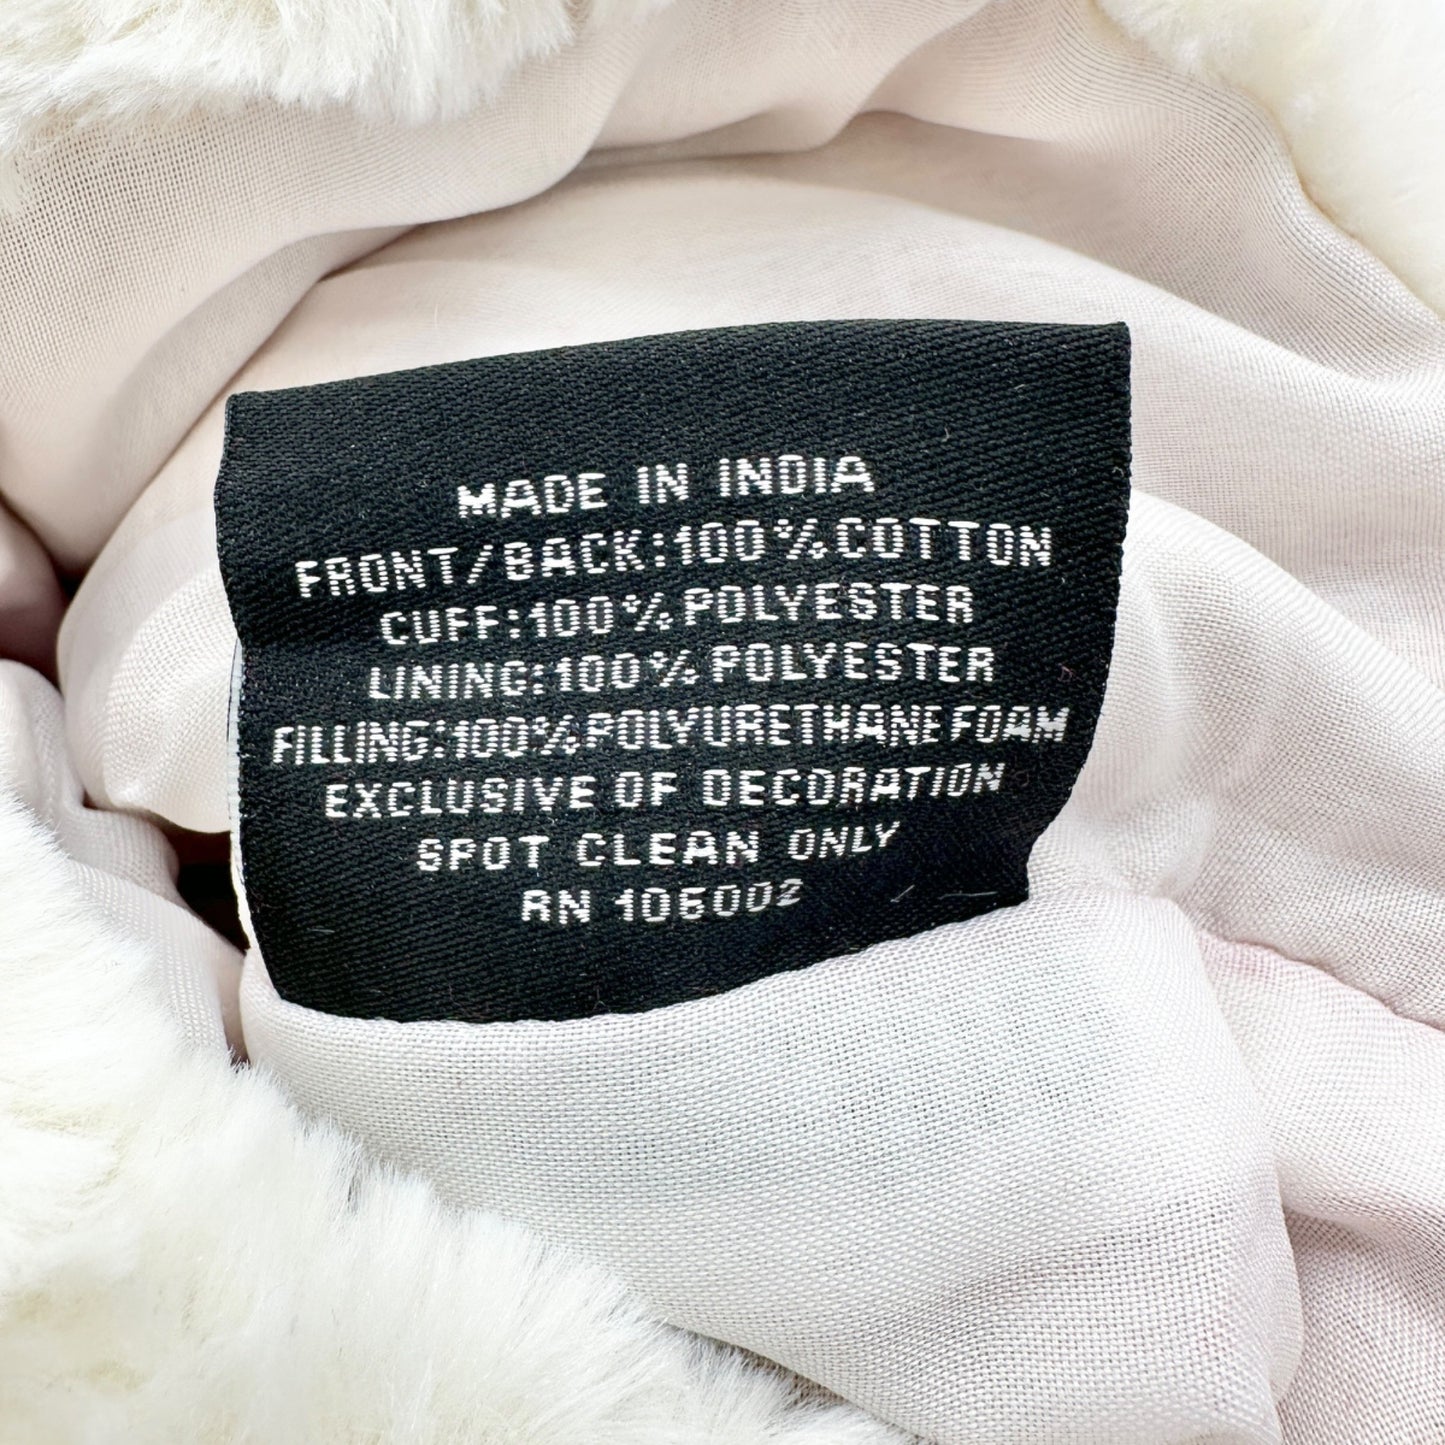 MADE IN INDIA
FRONT/BACK:100%COTTON
CUFF:100%POLYESTER
LINING:100%POLYESTER
FILLING:100%POLYURETHANE FOAM
EXCLUSIVE OF DECORATION
SPOT CLEAN ONLY
RN 106002